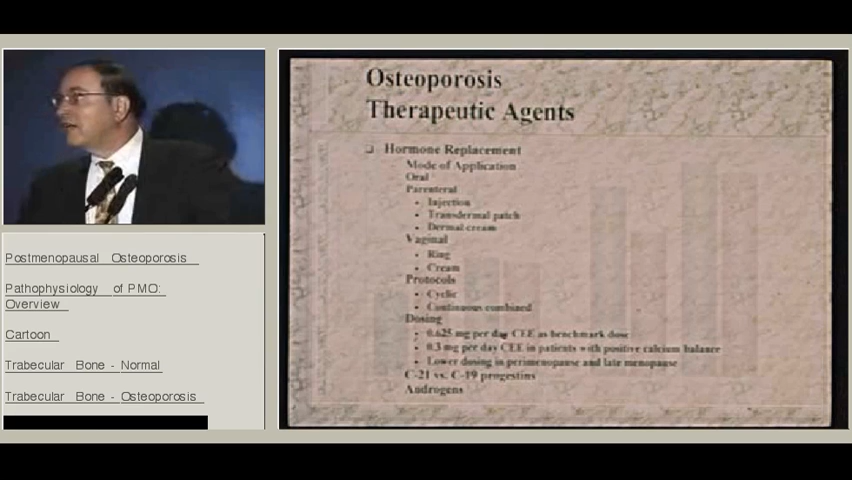 Osteoporosis
Therapeutic Agents
Hormone Replacement
Mode of Application
Oral
Parenteral
• Injection
• Transdermal patch
• Dermal cream
Vaginal
• Ring
• Cream
Protocols
• Cyclic
• Continuous combined
Dosing
• 0.625 mg per day CEE as benchmark dose
• 0.3 mg per day CEE in patients with positive calcium balance
• Lower dosing in perimenopause and late menopause
C-21 vs. C-19 progestins
Androgens
Postmenopausal Osteoporosis
Pathophysiology of PMO:
Overview
Cartoon
Trabecular Bone - Normal
Trabecular Bone - Osteoporosis